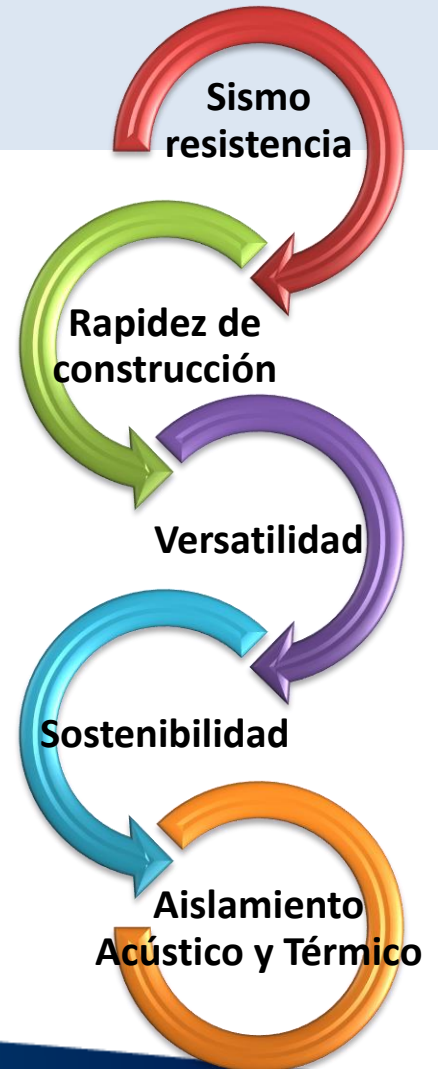 Sismo
resistencia
Rapidez de
construcción
Versatilidad
Sostenibilidad
Aislamiento
Acústico y Térmico